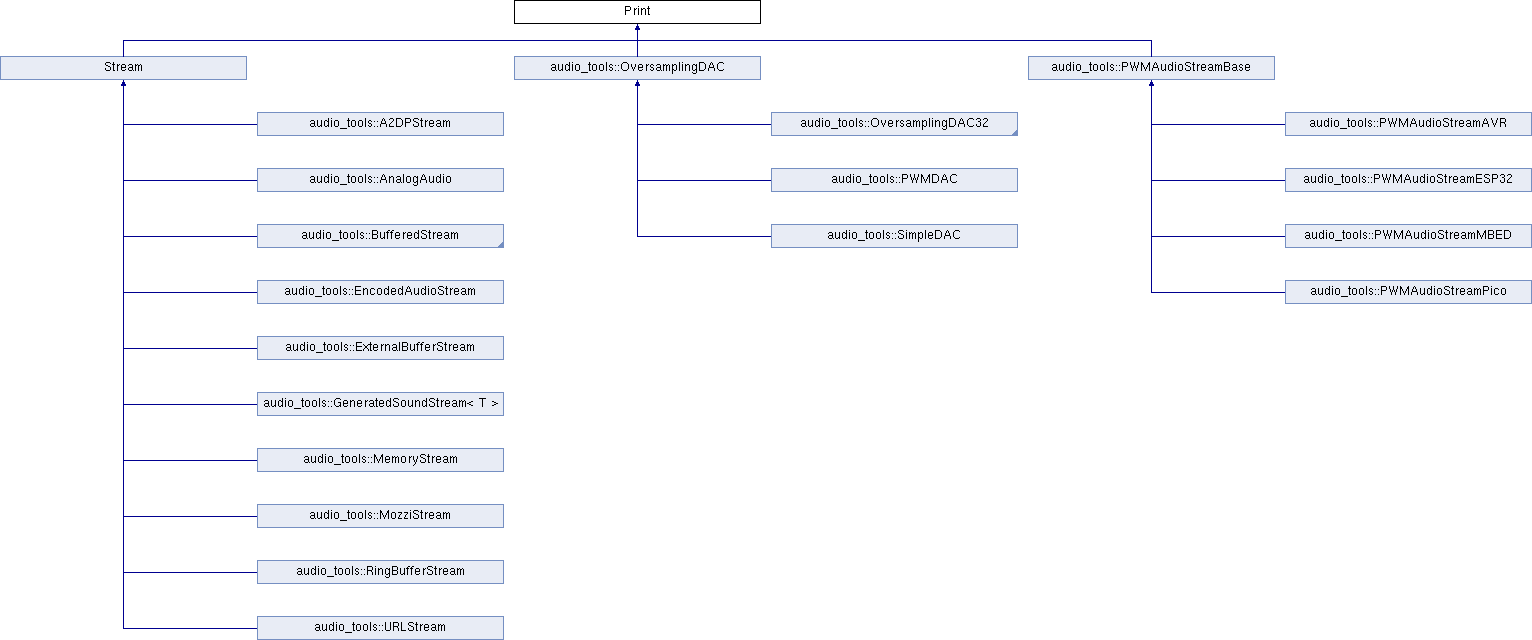 Print
Stream
audio_tools::OversamplingDAC
audio_tools::PWMAudioStreamBase
audio_tools::A2DPStream
audio_tools::OversamplingDAC32
audio_tools::PWMAudioStreamAVR
audio_tools::AnalogAudio
audio_tools::PWMDAC
audio_tools::PWMAudioStreamESP32
audio_tools::BufferedStream
audio_tools::SimpleDAC
audio_tools::PWMAudioStreamMBED
audio_tools::EncodedAudioStream
audio_tools::PWMAudioStreamPico
audio_tools::ExternalBufferStream
audio_tools::GeneratedSoundStream< T >
audio_tools::MemoryStream
audio_tools::MozziStream
audio_tools::RingBufferStream
audio_tools::URLStream